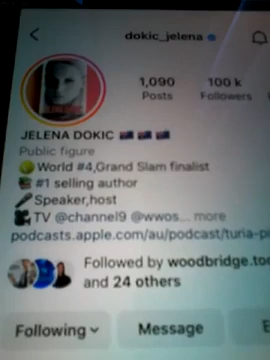 dokic_jelena
1,090
Posts
100 k
Followers
JELENA DOKIC 🇦🇺 🇦🇺 🇦🇺
Public figure
🎾World #4,Grand Slam finalist
📚 #1 selling author
🎤Speaker,host
📺TV @channel9 @wwos... more
podcasts.apple.com/au/podcast/turia-p
Followed by woodbridge.too
and 24 others
Following
Message